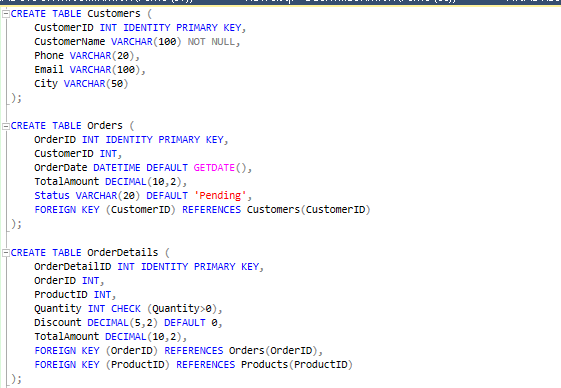 CREATE TABLE Customers (
CustomerID INT IDENTITY PRIMARY KEY,
CustomerName VARCHAR(100) NOT NULL,
Phone VARCHAR(20),
Email VARCHAR(100),
City VARCHAR(50)
);
CREATE TABLE Orders (
OrderID INT IDENTITY PRIMARY KEY,
CustomerID INT,
OrderDate DATETIME DEFAULT GETDATE(),
TotalAmount DECIMAL(10,2),
Status VARCHAR(20) DEFAULT 'Pending',
FOREIGN KEY (CustomerID) REFERENCES Customers(CustomerID)
);
CREATE TABLE OrderDetails (
OrderDetailID INT IDENTITY PRIMARY KEY,
OrderID INT,
ProductID INT,
Quantity INT CHECK (Quantity>0),
Discount DECIMAL(5,2) DEFAULT 0,
TotalAmount DECIMAL(10,2),
FOREIGN KEY (OrderID) REFERENCES Orders(OrderID),
FOREIGN KEY (ProductID) REFERENCES Products(ProductID)
);